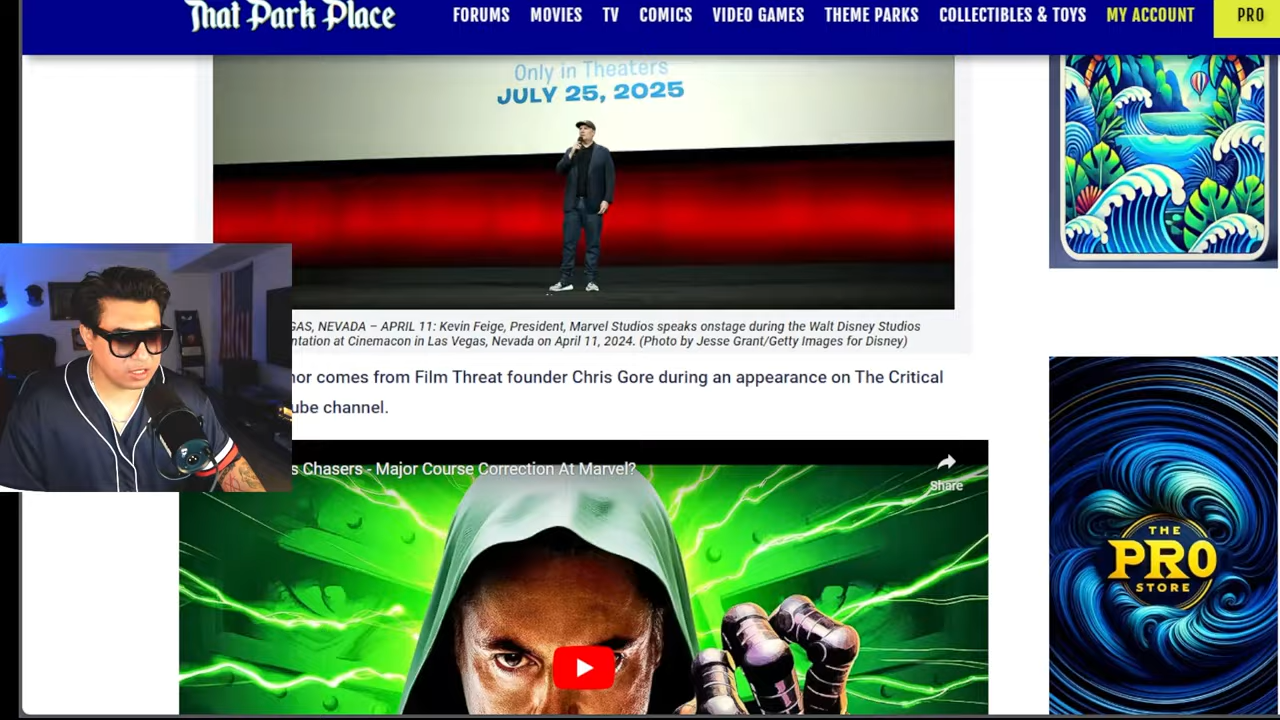 That Park Place
FORUMS MOVIES TV COMICS VIDEO GAMES THEME PARKS COLLECTIBLES & TOYS MY ACCOUNT PRO
Only in Theaters
JULY 25, 2025
GAS, NEVADA – APRIL 11: Kevin Feige, President, Marvel Studios speaks onstage during the Walt Disney Studios
ntation at Cinemacon in Las Vegas, Nevada on April 11, 2024. (Photo by Jesse Grant/Getty Images for Disney)
nor comes from Film Threat founder Chris Gore during an appearance on The Critical
ube channel.
s Chasers - Major Course Correction At Marvel?
Share
THE
PRO
STORE